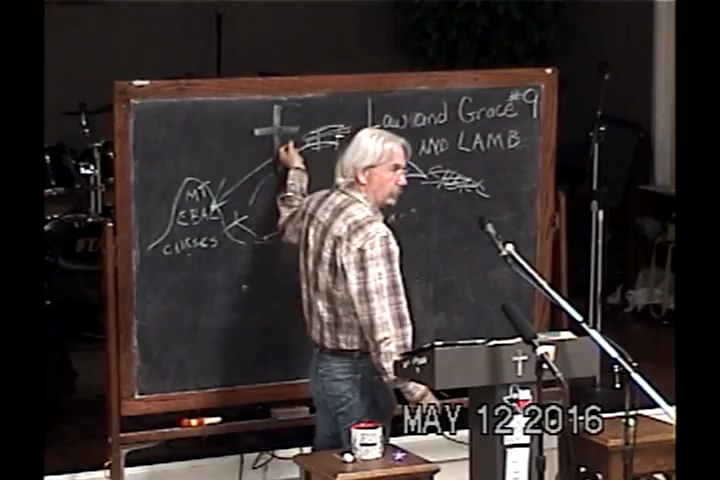 Law and Grace #9
AND LAMB
MT
EBAL
CURSES
MAY 12 2016